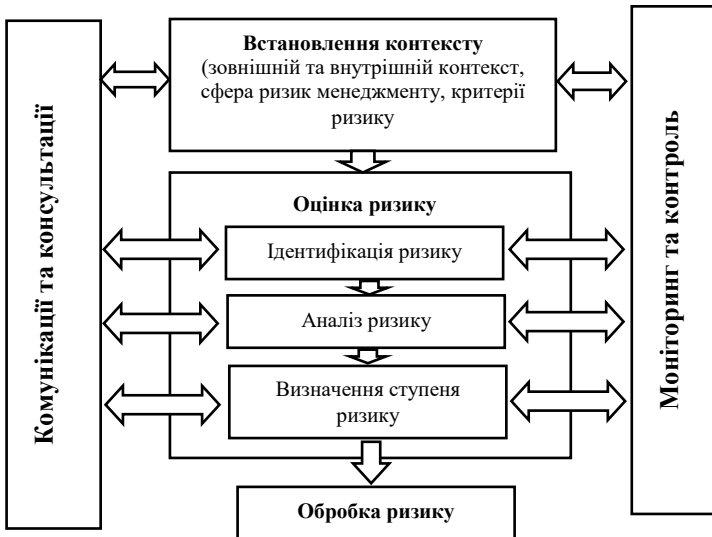 Комунікації та консультації
Встановлення контексту
(зовнішній та внутрішній контекст,
сфера ризик менеджменту, критерії
ризику
Оцінка ризику
Ідентифікація ризику
Аналіз ризику
Визначення ступеня
ризику
Обробка ризику
Моніторинг та контроль